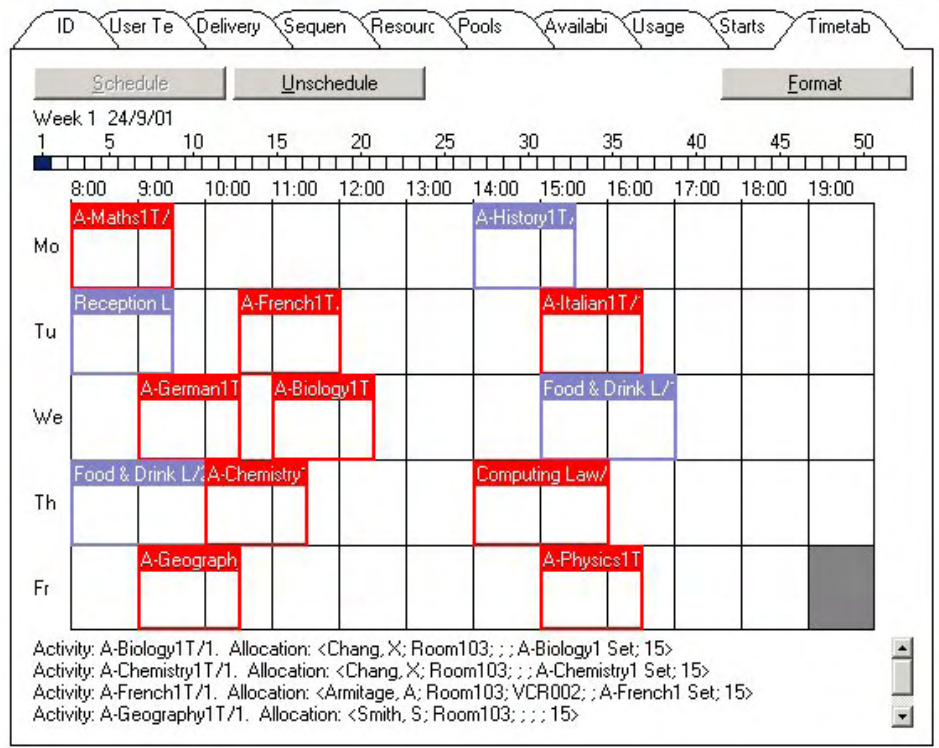 ID User Te Delivery Sequen Resourc Pools Availabi Usage Starts Timetab
Schedule Unschedule Format
Week 1 24/9/01
1 5 10 15 20 25 30 35 40 45 50
8:00 9:00 10:00 11:00 12:00 13:00 14:00 15:00 16:00 17:00 18:00 19:00
A-Maths1T/ A-History1T/
Mo
Reception L A-French1T. A-Italian1T/
Tu
A-German1T A-Biology1T Food & Drink L/
We
Food & Drink L/2 A-Chemistry Computing Law/
Th
A-Geograph A-Physics1T
Fr
Activity: A-Biology1T/1. Allocation: <Chang, X; Room103; ; ; A-Biology1 Set; 15>
Activity: A-Chemistry1T/1. Allocation: <Chang, X; Room103; ; ; A-Chemistry1 Set; 15>
Activity: A-French1T/1. Allocation: <Armitage, A; Room103; VCR002; ; A-French1 Set; 15>
Activity: A-Geography1T/1. Allocation: <Smith, S; Room103; ; ; ; 15>